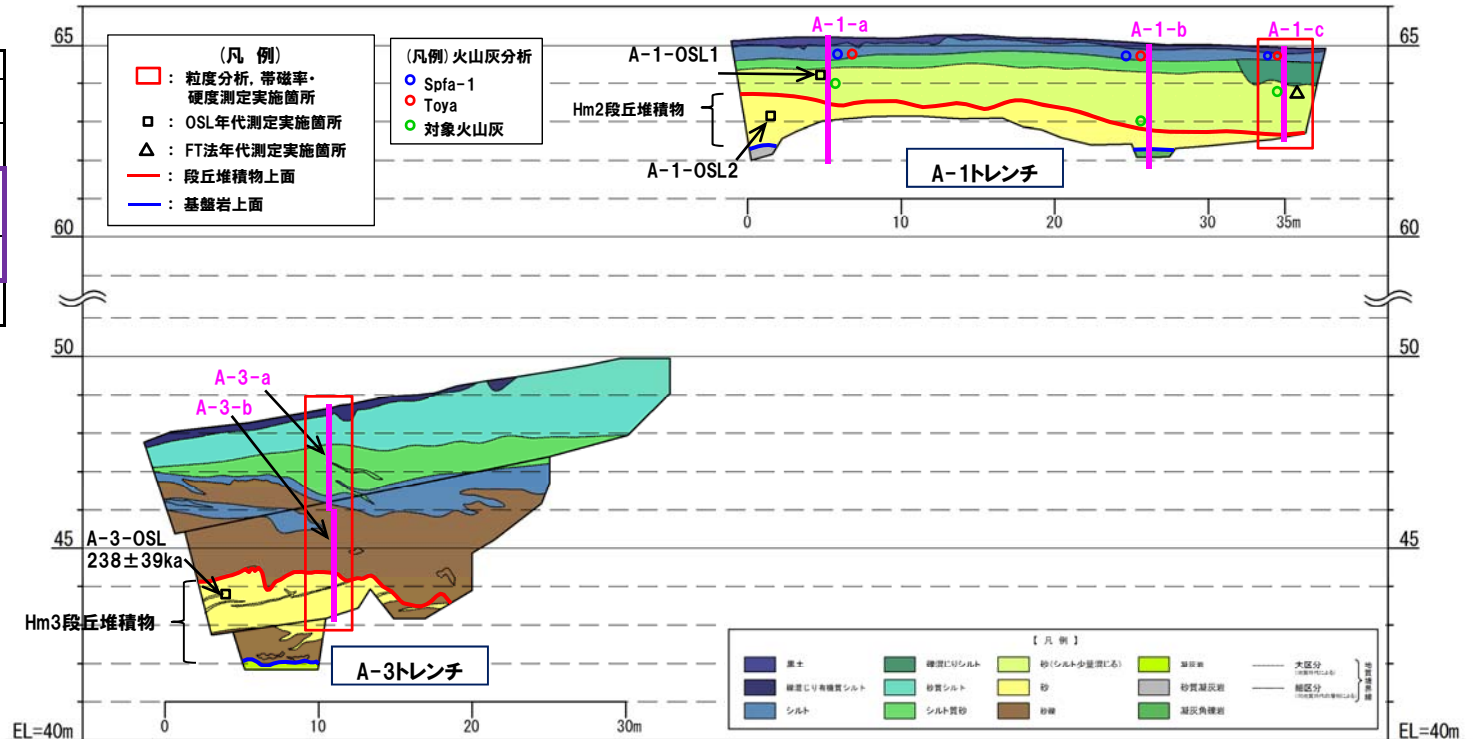 65
(凡 例)
: 粒度分析, 帯磁率・
硬度測定実施箇所
: OSL年代測定実施箇所
: FT法年代測定実施箇所
: 段丘堆積物上面
: 基盤岩上面
(凡例) 火山灰分析
Spfa-1
Toya
対象火山灰
A-1-a
A-1-b
A-1-c
65
A-1-OSL1
Hm2段丘堆積物
A-1-OSL2
A-1トレンチ
0
10
20
30
35m
60
60
50
50
A-3-a
A-3-b
45
45
A-3-OSL
238±39ka
Hm3段丘堆積物
A-3トレンチ
0
10
20
30m
EL=40m
EL=40m
【 凡 例 】
黒土
礫混じりシルト
砂(シルト少量混じる)
凝灰岩
大区分
礫混じり有機質シルト
砂質シルト
砂
砂質凝灰岩
細区分
シルト
シルト質砂
砂礫
凝灰角礫岩
地質境界線